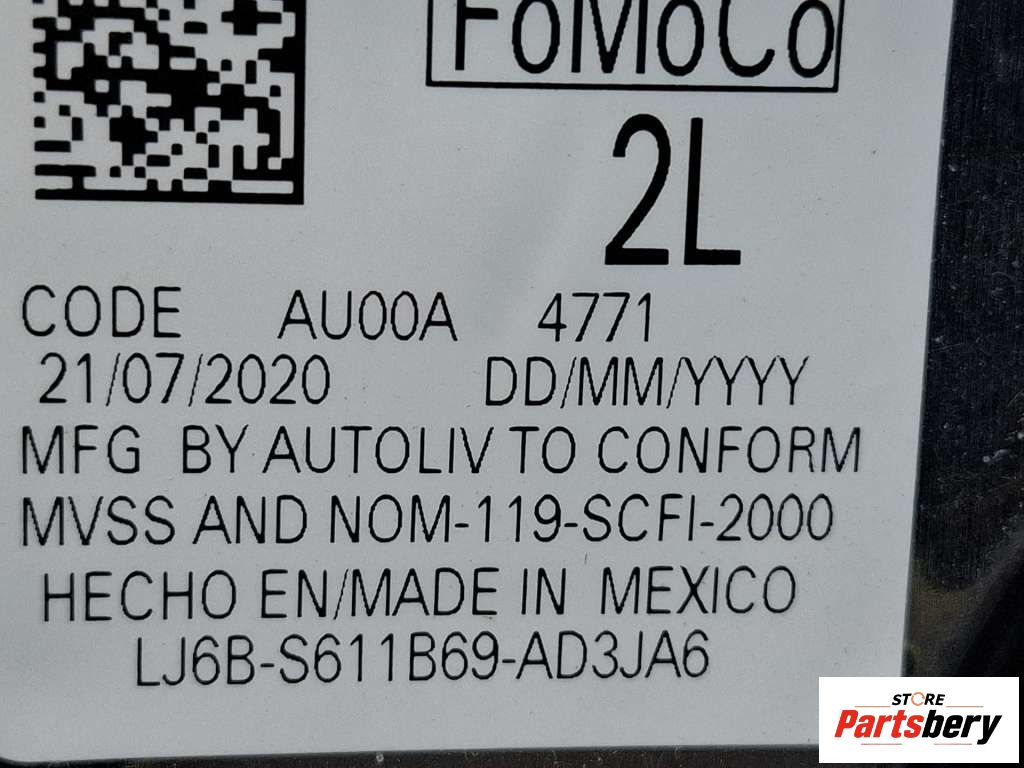 FoMoCo
2L
CODE AU00A 4771
21/07/2020 DD/MM/YYYY
MFG BY AUTOLIV TO CONFORM
MVSS AND NOM-119-SCFI-2000
HECHO EN/MADE IN MEXICO
LJ6B-S611B69-AD3JA6
STORE
Partsbery